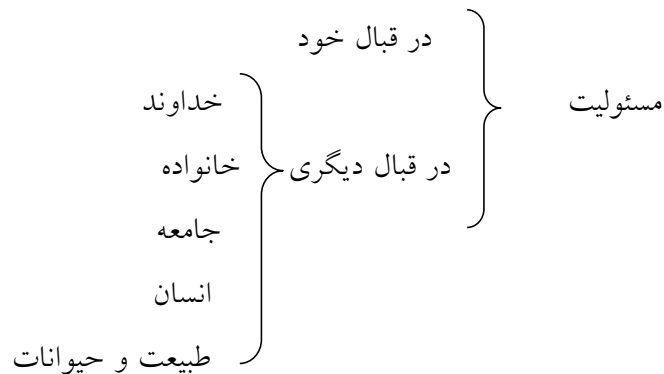 مسئولیت
در قبال خود
در قبال دیگری
خداوند
خانواده
جامعه
انسان
طبیعت و حیوانات